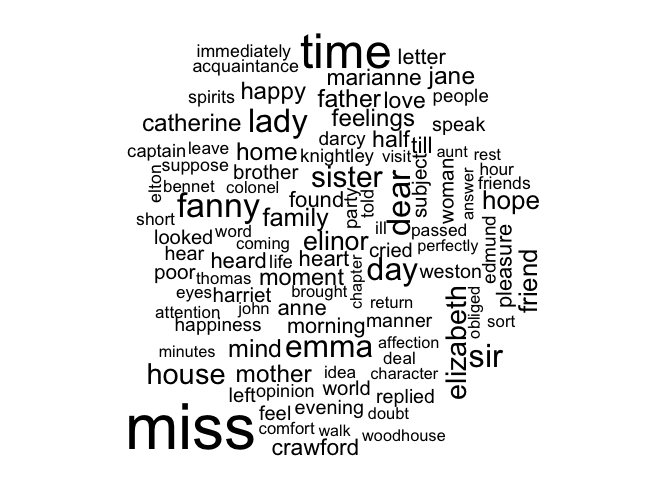 immediately
time
letter
acquaintance
marianne
jane
spirits
happy
father
love
people
catherine
lady
feelings
speak
darcy
half
till
captain
leave
home
knightley
visit
aunt
rest
suppose
brother
sister
subject
woman
hour
elton
bennet
colonel
found
dear
answer
friends
fanny
party
told
hope
short
word
family
ill
passed
looked
coming
elinor
cried
perfectly
edmund
pleasure
hear
heard
life
heart
day
weston
friend
poor
thomas
moment
chapter
eyes
harriet
brought
return
attention
john
anne
elizabeth
obliged
happiness
morning
manner
sort
minutes
mind
emma
affection
deal
sir
house
mother
idea
character
left
opinion
world
replied
miss
feel
evening
doubt
comfort
walk
woodhouse
crawford